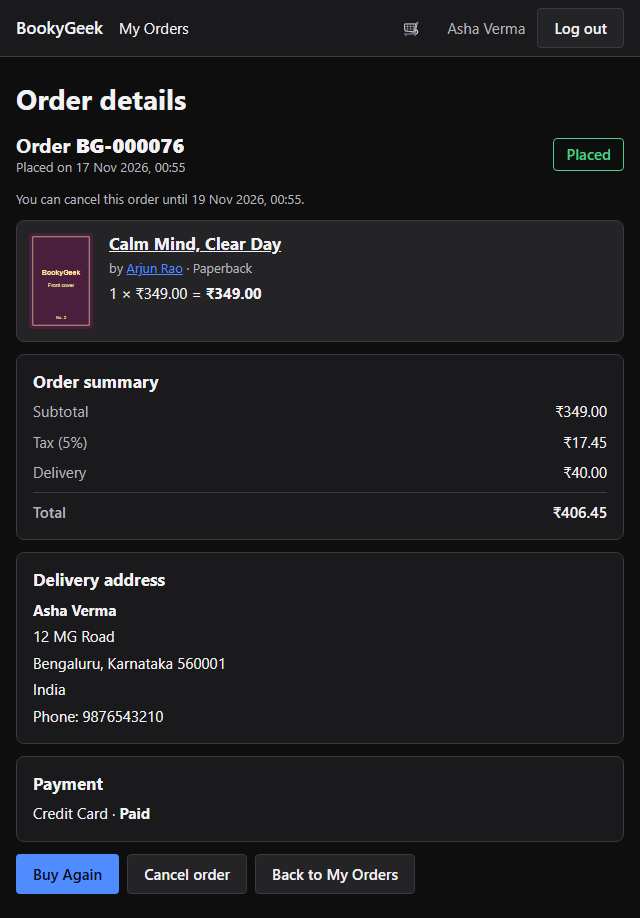 BookyGeek My Orders Asha Verma Log out
Order details
Order BG-000076
Placed on 17 Nov 2026, 00:55
Placed
You can cancel this order until 19 Nov 2026, 00:55.
BookyGeek
Front cover
No. 2
Calm Mind, Clear Day
by Arjun Rao · Paperback
1 × ₹349.00 = ₹349.00
Order summary
Subtotal ₹349.00
Tax (5%) ₹17.45
Delivery ₹40.00
Total ₹406.45
Delivery address
Asha Verma
12 MG Road
Bengaluru, Karnataka 560001
India
Phone: 9876543210
Payment
Credit Card · Paid
Buy Again Cancel order Back to My Orders